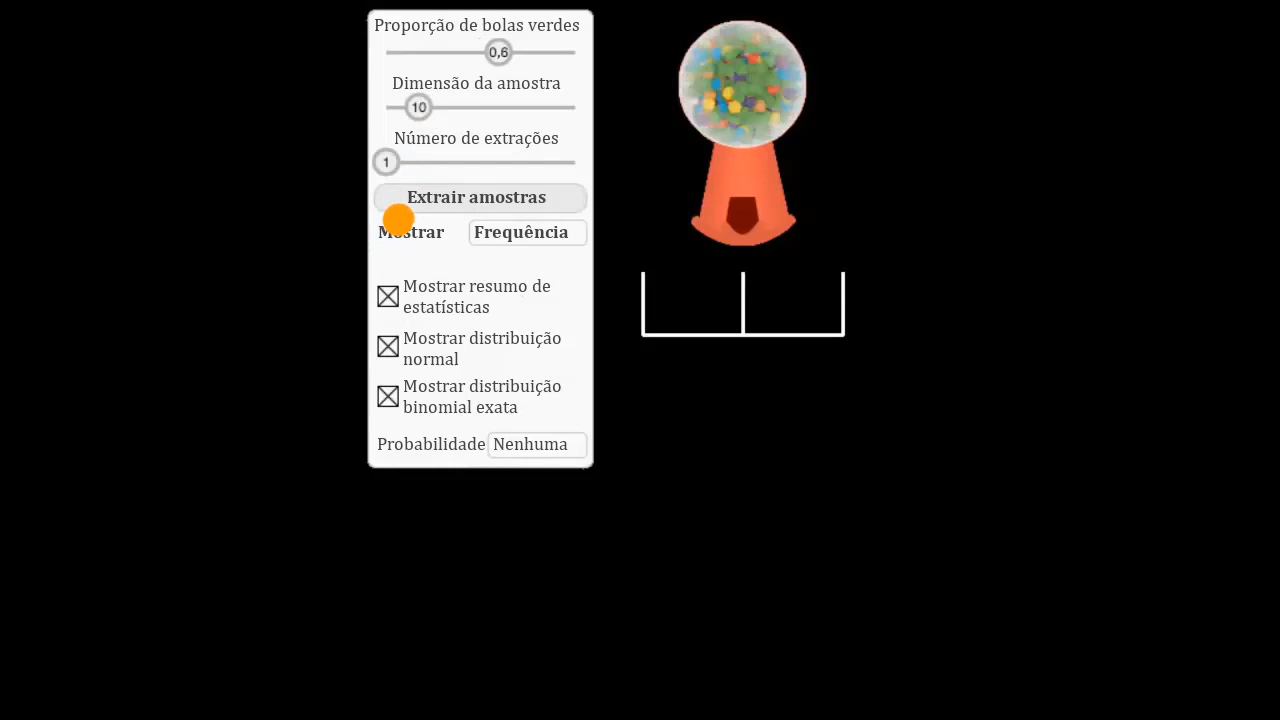 Proporção de bolas verdes
0,6
Dimensão da amostra
10
Número de extrações
1
Extrair amostras
Mostrar Frequência
Mostrar resumo de
estatísticas
Mostrar distribuição
normal
Mostrar distribuição
binomial exata
Probabilidade Nenhuma